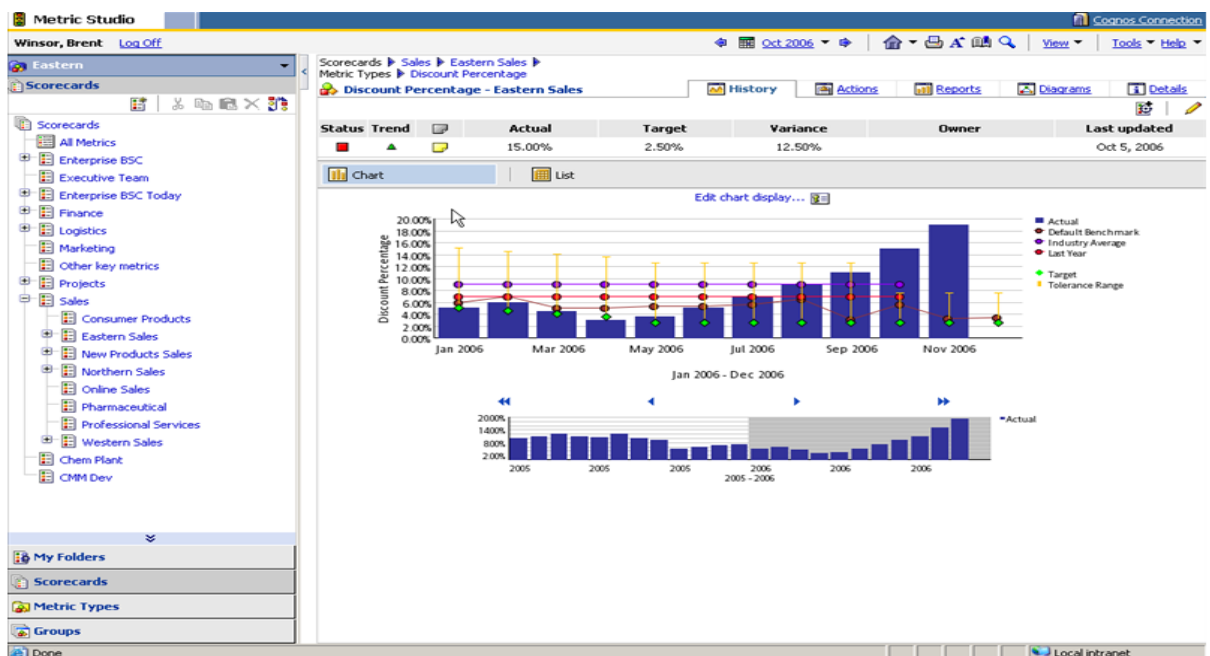 Metric Studio
Cognos Connection
Winsor, Brent Log Off
Oct 2006
View
Tools Help
Eastern
Scorecards
Scorecards
All Metrics
Enterprise BSC
Executive Team
Enterprise BSC Today
Finance
Logistics
Marketing
Other key metrics
Projects
Sales
Consumer Products
Eastern Sales
New Products Sales
Northern Sales
Online Sales
Pharmaceutical
Professional Services
Western Sales
Chem Plant
CMM Dev
My Folders
Scorecards
Metric Types
Groups
Scorecards Sales Eastern Sales
Metric Types Discount Percentage
Discount Percentage - Eastern Sales
History Actions Reports Diagrams Details
Status Trend Actual Target Variance Owner Last updated
15.00% 2.50% 12.50% Oct 5, 2006
Chart List
Edit chart display...
Discount Percentage
20.00%
18.00%
16.00%
14.00%
12.00%
10.00%
8.00%
6.00%
4.00%
2.00%
0.00%
Jan 2006 Mar 2006 May 2006 Jul 2006 Sep 2006 Nov 2006
Jan 2006 - Dec 2006
Actual
Default Benchmark
Industry Average
Last Year
Target
Tolerance Range
2000%
1400%
800%
2.00%
2005 2005 2005 2006 2006 2006
2005 - 2006
Actual
Done
Local intranet